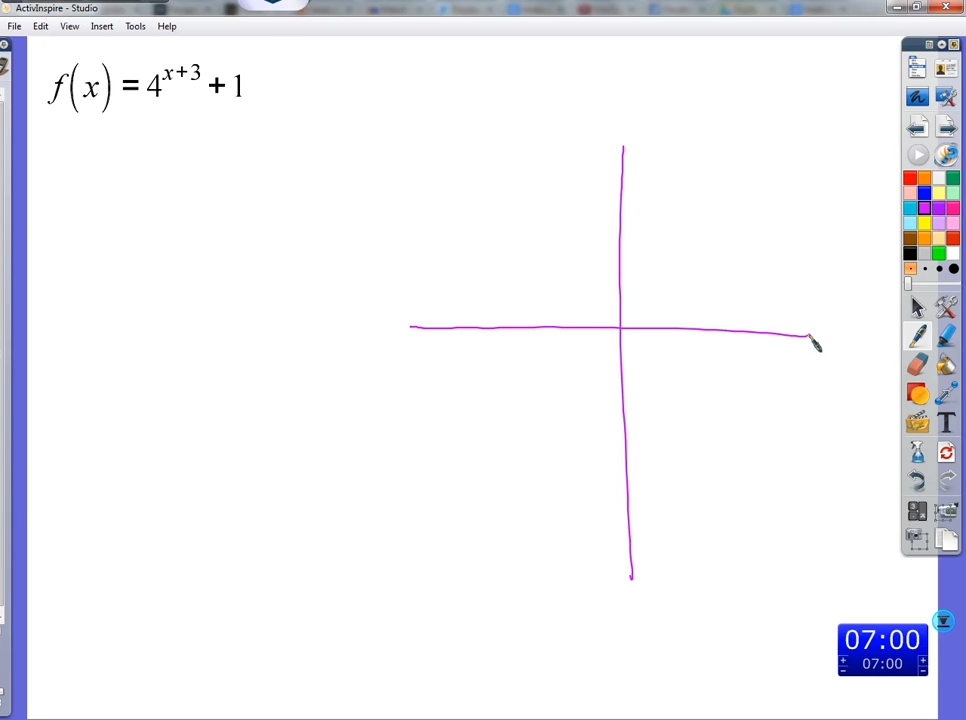 ActivInspire - Studio
File Edit View Insert Tools Help
f(x) = 4^{x+3} + 1
07:00
07:00